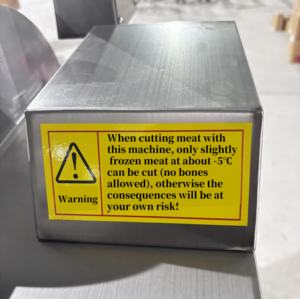 When cutting meat with
this machine, only slightly
frozen meat at about -5℃
can be cut (no bones
allowed), otherwise the
consequences will be at
your own risk!
Warning